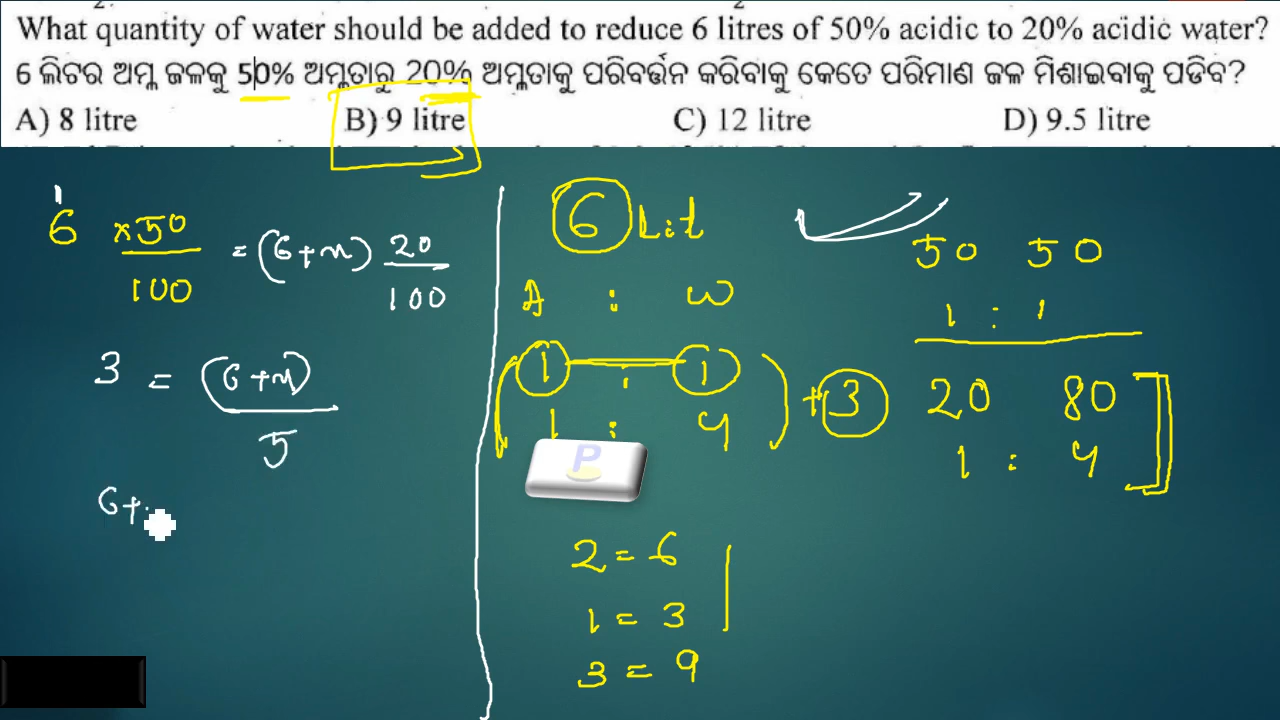 What quantity of water should be added to reduce 6 litres of 50% acidic to 20% acidic water?
6 ଲିଟର ଅମ୍ଳ ଜଳକୁ 50% ଅମ୍ଳତାରୁ 20% ଅମ୍ଳତାକୁ ପରିବର୍ତ୍ତନ କରିବାକୁ କେତେ ପରିମାଣ ଜଳ ମିଶାଇବାକୁ ପଡିବ?
A) 8 litre B) 9 litre C) 12 litre D) 9.5 litre
1
6 × 50/100 = (6+x) 20/100
3 = (6+x)/5
6+
6 Lit
A : W
1 : 1
1 : 4 +3
P
2 = 6
1 = 3
3 = 9
50 50
1 : 1
20 80
1 : 4